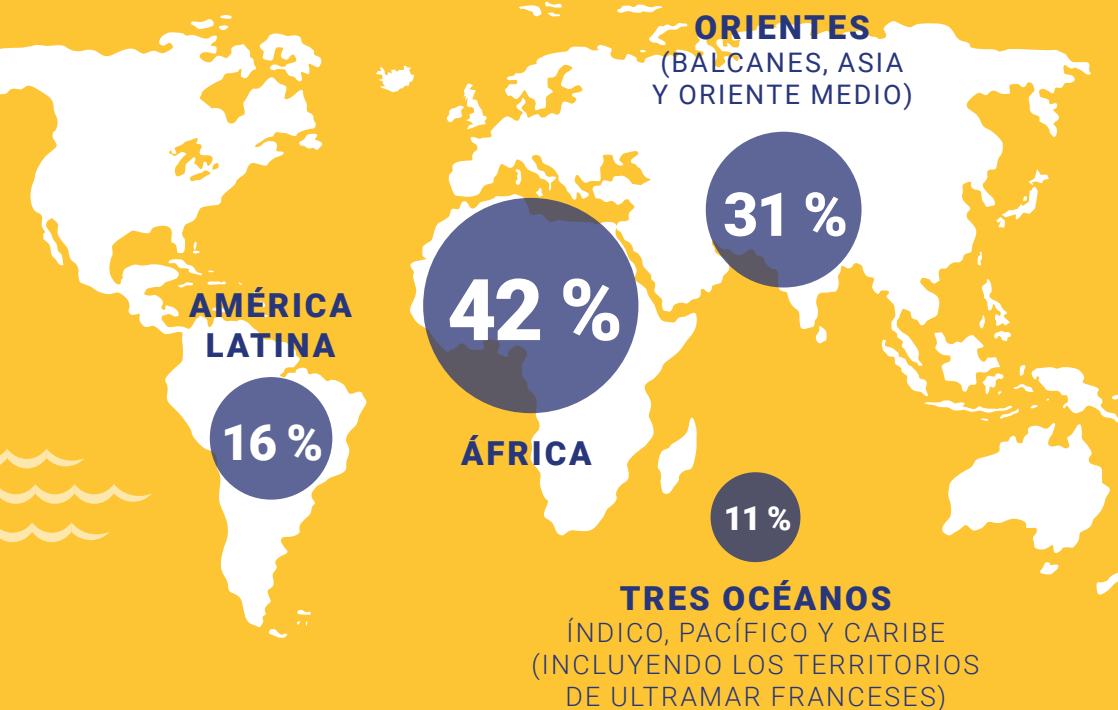 ORIENTES
(BALCANES, ASIA
Y ORIENTE MEDIO)
31 %
42 %
ÁFRICA
AMÉRICA
LATINA
16 %
11 %
TRES OCÉANOS
ÍNDICO, PACÍFICO Y CARIBE
(INCLUYENDO LOS TERRITORIOS
DE ULTRAMAR FRANCESES)